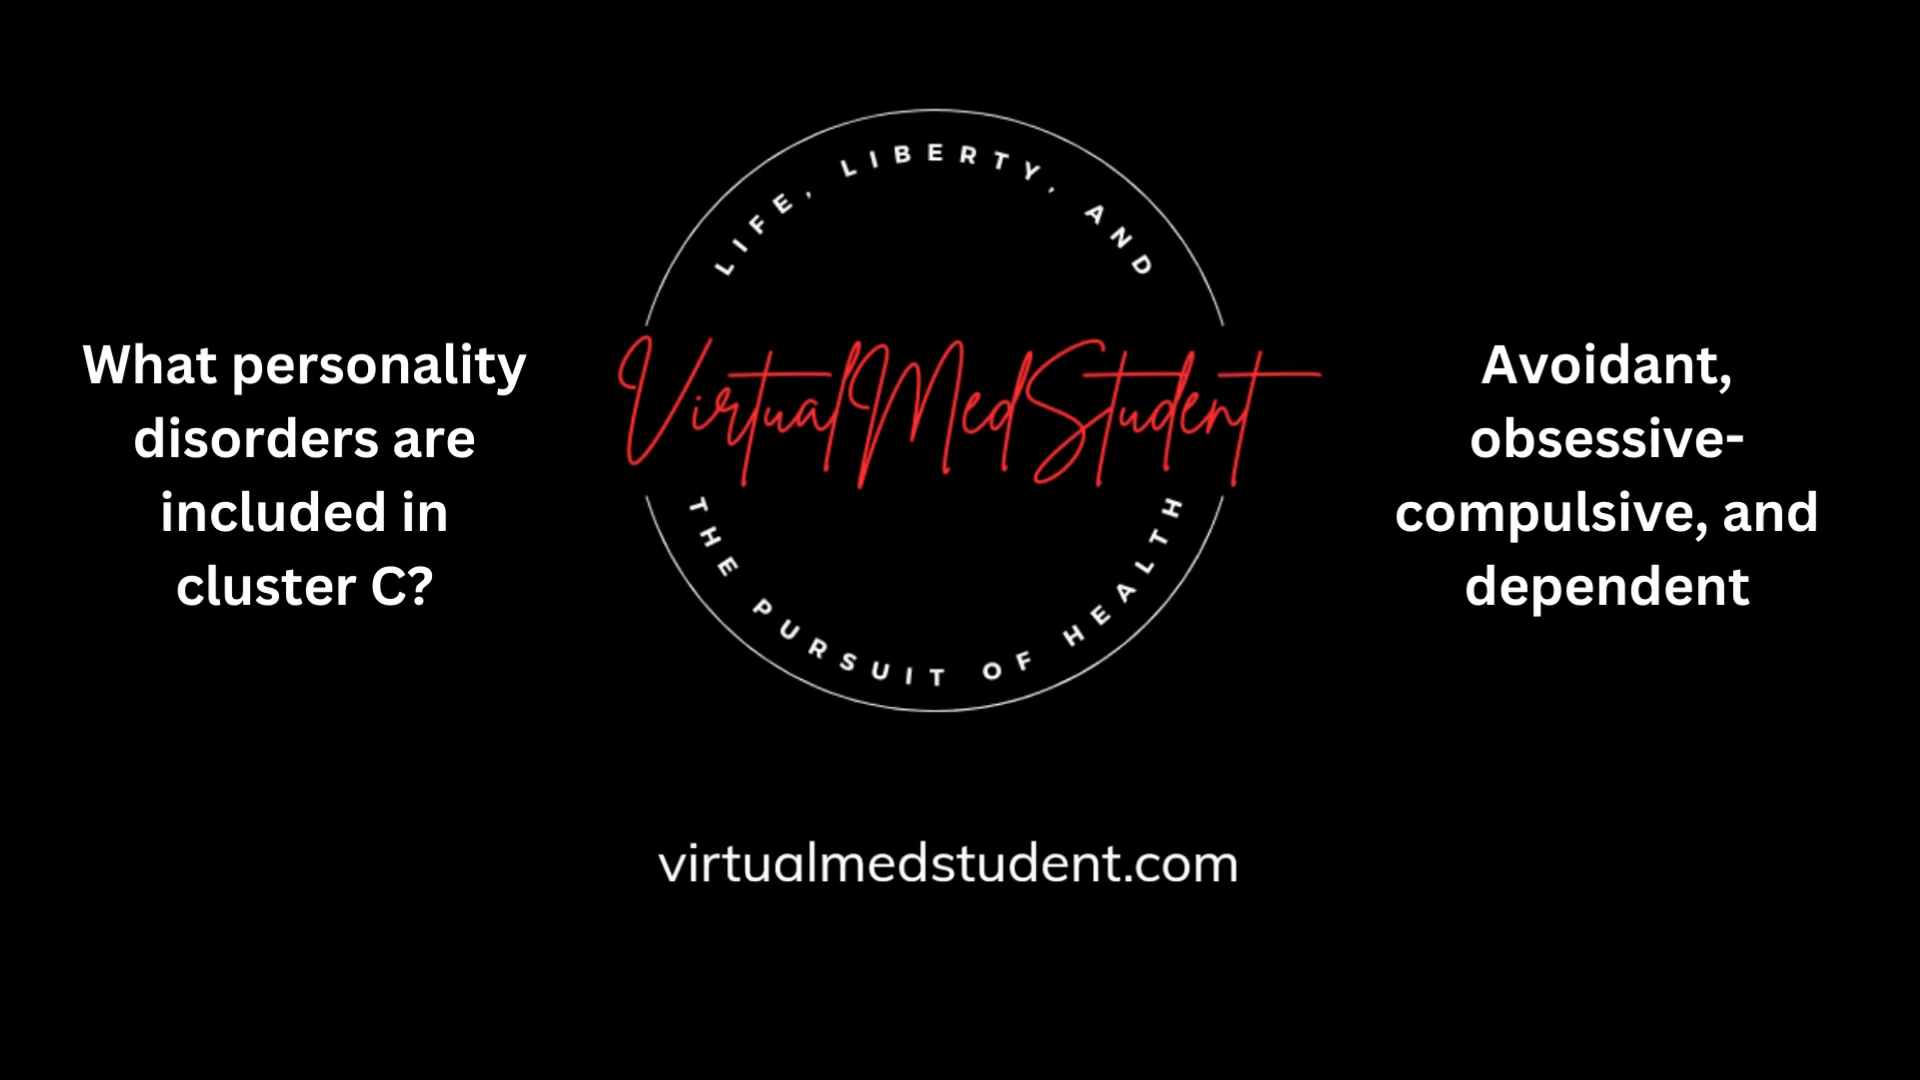 What personality
disorders are
included in
cluster C?
LIFE, LIBERTY, AND
VirtualMedStudent
THE PURSUIT OF HEALTH
Avoidant,
obsessive-
compulsive, and
dependent
virtualmedstudent.com